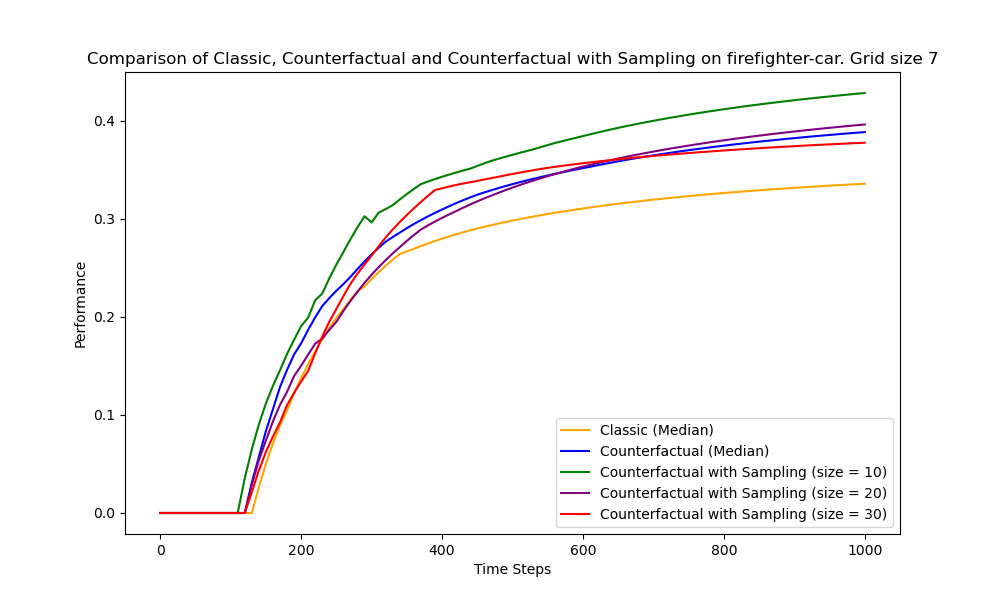 Comparison of Classic, Counterfactual and Counterfactual with Sampling on firefighter-car. Grid size 7
Performance
0.4
0.3
0.2
0.1
0.0
Classic (Median)
Counterfactual (Median)
Counterfactual with Sampling (size = 10)
Counterfactual with Sampling (size = 20)
Counterfactual with Sampling (size = 30)
0 200 400 600 800 1000
Time Steps